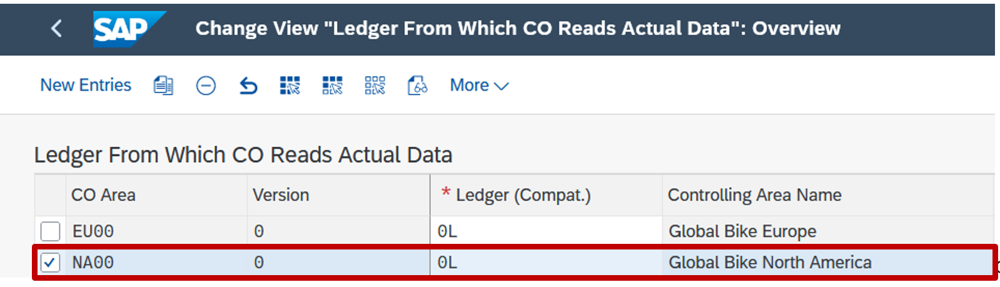 SAP Change View "Ledger From Which CO Reads Actual Data": Overview
New Entries More
Ledger From Which CO Reads Actual Data
CO Area Version * Ledger (Compat.) Controlling Area Name
EU00 0 0L Global Bike Europe
NA00 0 0L Global Bike North America